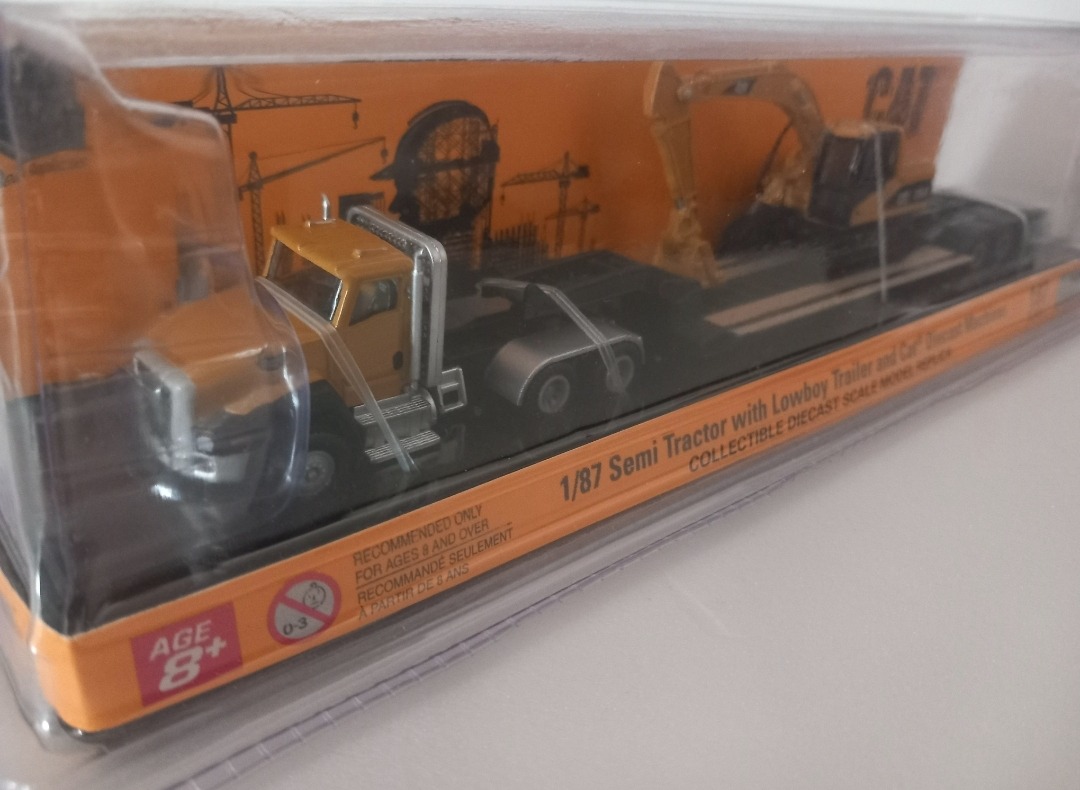 CAT
1/87 Semi Tractor with Lowboy Trailer and Cat® Diecast Machines
COLLECTIBLE DIECAST SCALE MODEL REPLICA
RECOMMENDED ONLY
FOR AGES 8 AND OVER
RECOMMANDÉ SEULEMENT
À PARTIR DE 8 ANS
0-3
AGE
8+